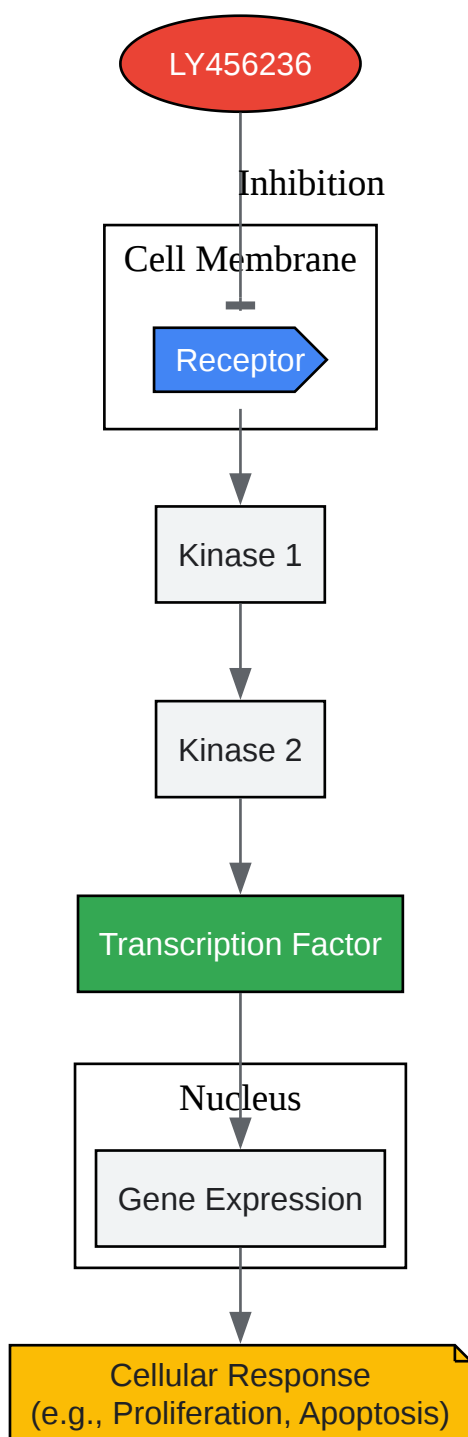 LY456236
Inhibition
Cell Membrane
Receptor
Kinase 1
Kinase 2
Transcription Factor
Nucleus
Gene Expression
Cellular Response
(e.g., Proliferation, Apoptosis)